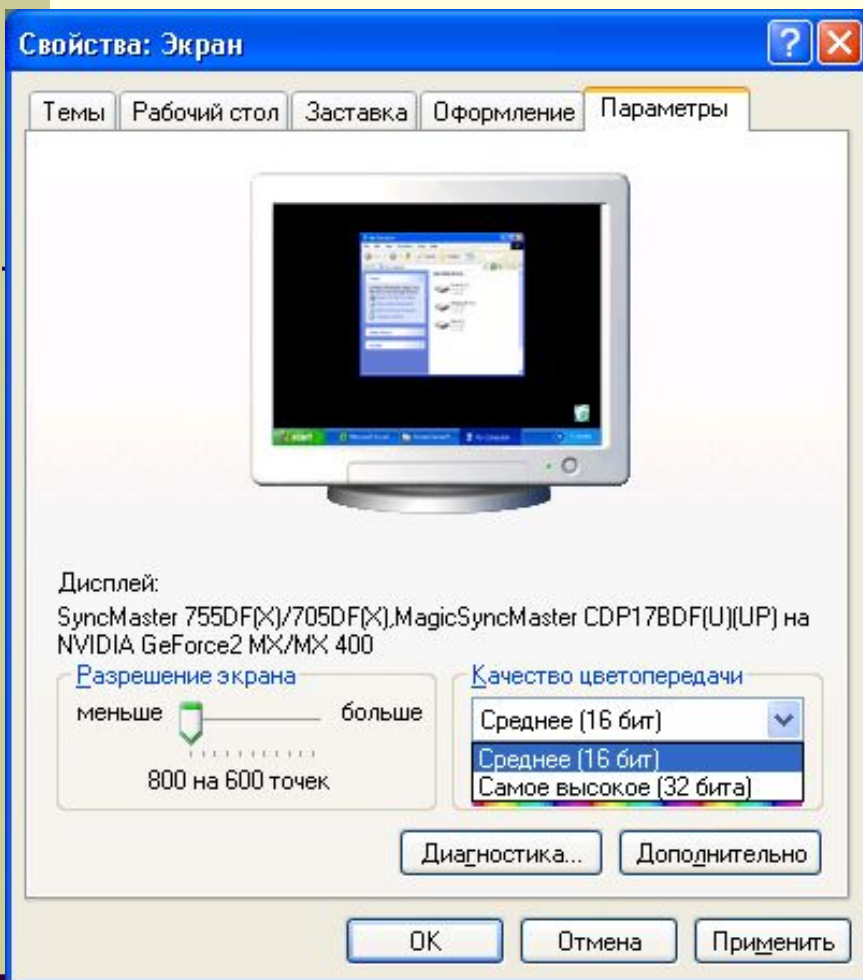 Свойства: Экран
Темы
Рабочий стол
Заставка
Оформление
Параметры
Дисплей:
SyncMaster 755DF(X)/705DF(X),MagicSyncMaster CDP17BDF(U)(UP) на
NVIDIA GeForce2 MX/MX 400
Разрешение экрана
меньше
больше
800 на 600 точек
Качество цветопередачи
Среднее (16 бит)
Среднее (16 бит)
Самое высокое (32 бита)
Диагностика...
Дополнительно
OK
Отмена
Применить